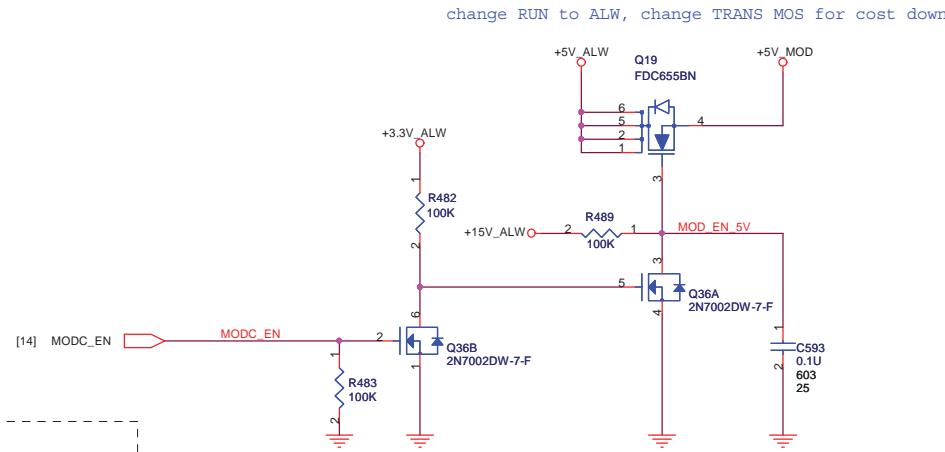 change RUN to ALW, change TRANS MOS for cost down
+5V_ALW
+5V_MOD
Q19
FDC655BN
6
5
2
1
4
3
+3.3V_ALW
1
R482
100K
2
+15V_ALW
2
R489
100K
1
MOD_EN_5V
3
5
Q36A
2N7002DW-7-F
4
6
[14] MODC_EN
MODC_EN
2
Q36B
2N7002DW-7-F
1
1
R483
100K
2
1
C593
0.1U
603
25
2